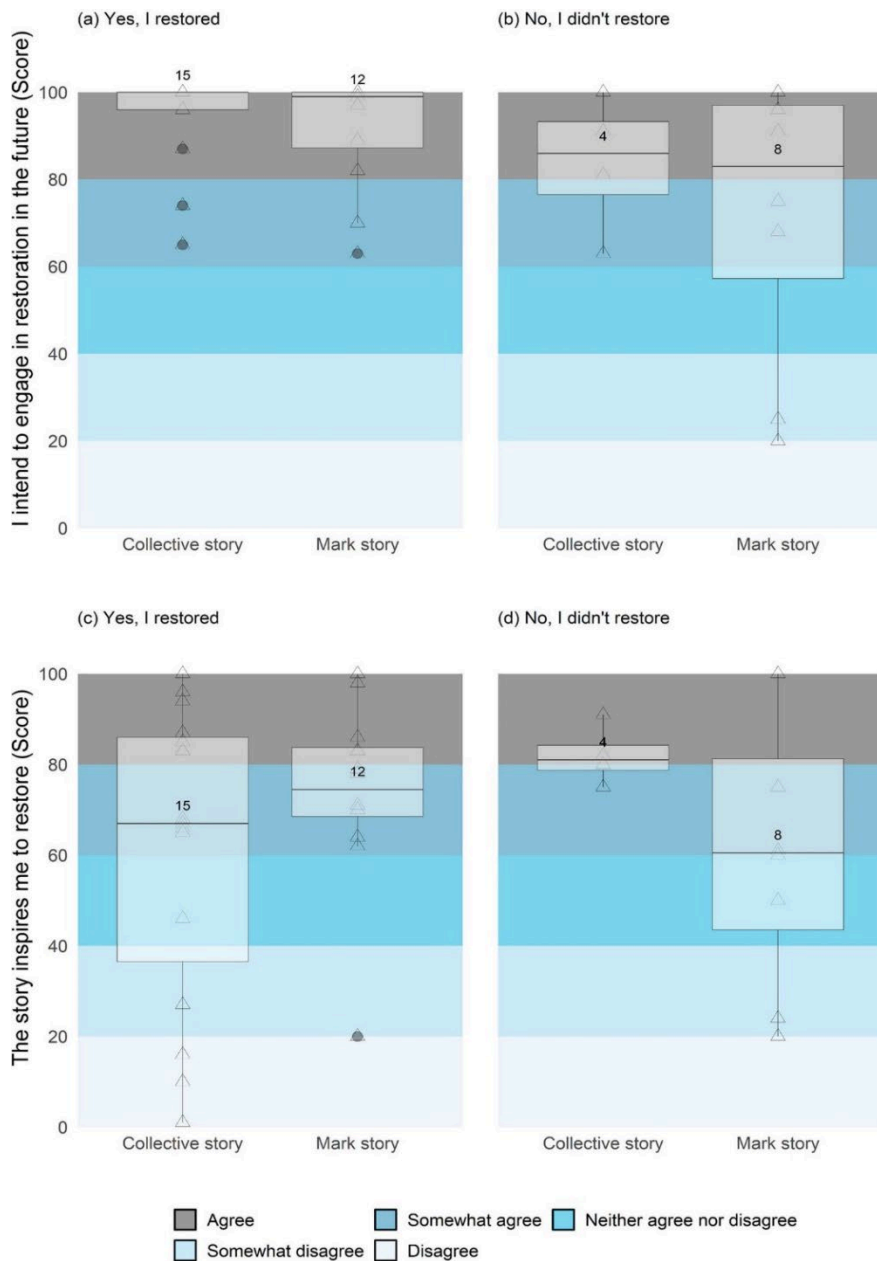 (a) Yes, I restored
(b) No, I didn't restore
I intend to engage in restoration in the future (Score)
100
80
60
40
20
0
15
12
4
8
Collective story
Mark story
Collective story
Mark story
(c) Yes, I restored
(d) No, I didn't restore
The story inspires me to restore (Score)
100
80
60
40
20
0
15
12
4
8
Collective story
Mark story
Collective story
Mark story
Agree
Somewhat agree
Neither agree nor disagree
Somewhat disagree
Disagree